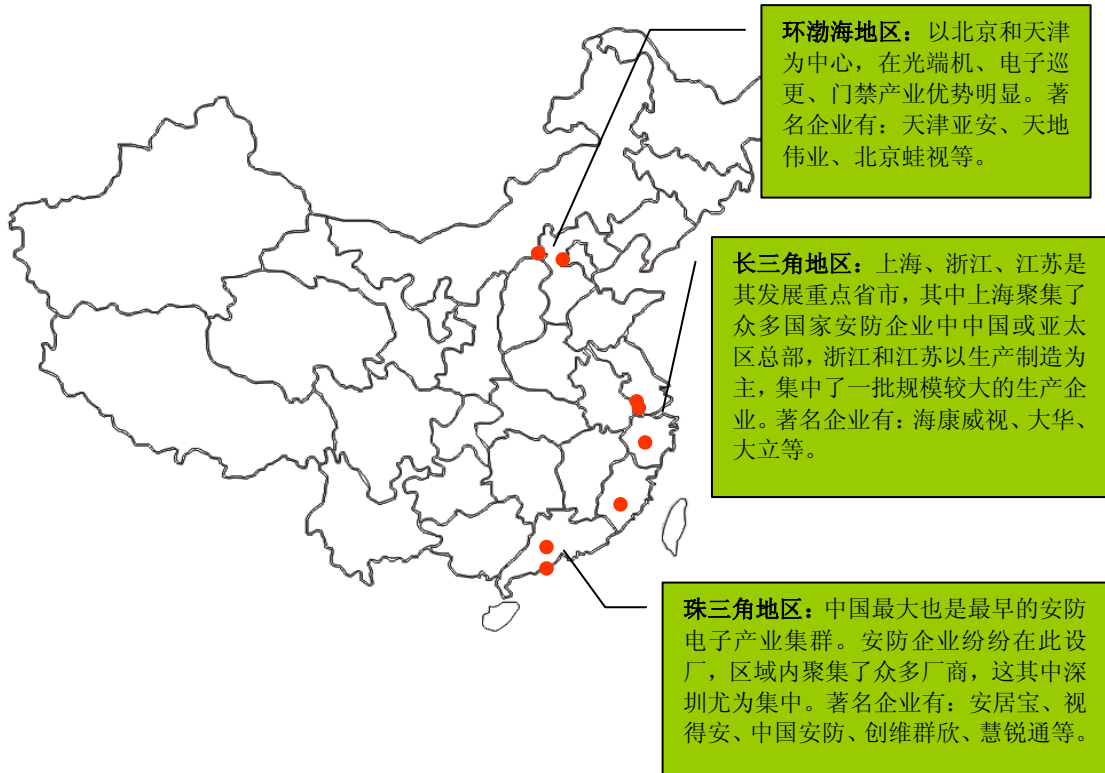 环渤海地区：以北京和天津
为中心，在光端机、电子巡
更、门禁产业优势明显。著
名企业有：天津亚安、天地
伟业、北京蛙视等。
长三角地区：上海、浙江、江苏是
其发展重点省市，其中上海聚集了
众多国家安防企业中中国或亚太
区总部，浙江和江苏以生产制造为
主，集中了一批规模较大的生产企
业。著名企业有：海康威视、大华、
大立等。
珠三角地区：中国最大也是最早的安防
电子产业集群。安防企业纷纷在此设
厂，区域内聚集了众多厂商，这其中深
圳尤为集中。著名企业有：安居宝、视
得安、中国安防、创维群欣、慧锐通等。